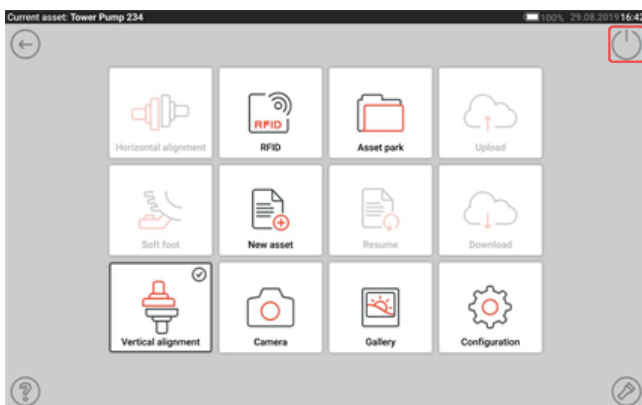 Current asset: Tower Pump 234 100% 29.08.2019 16:42
Horizontal alignment RFID RFID Asset park Upload
Soft foot New asset Resume Download
Vertical alignment Camera Gallery Configuration
?